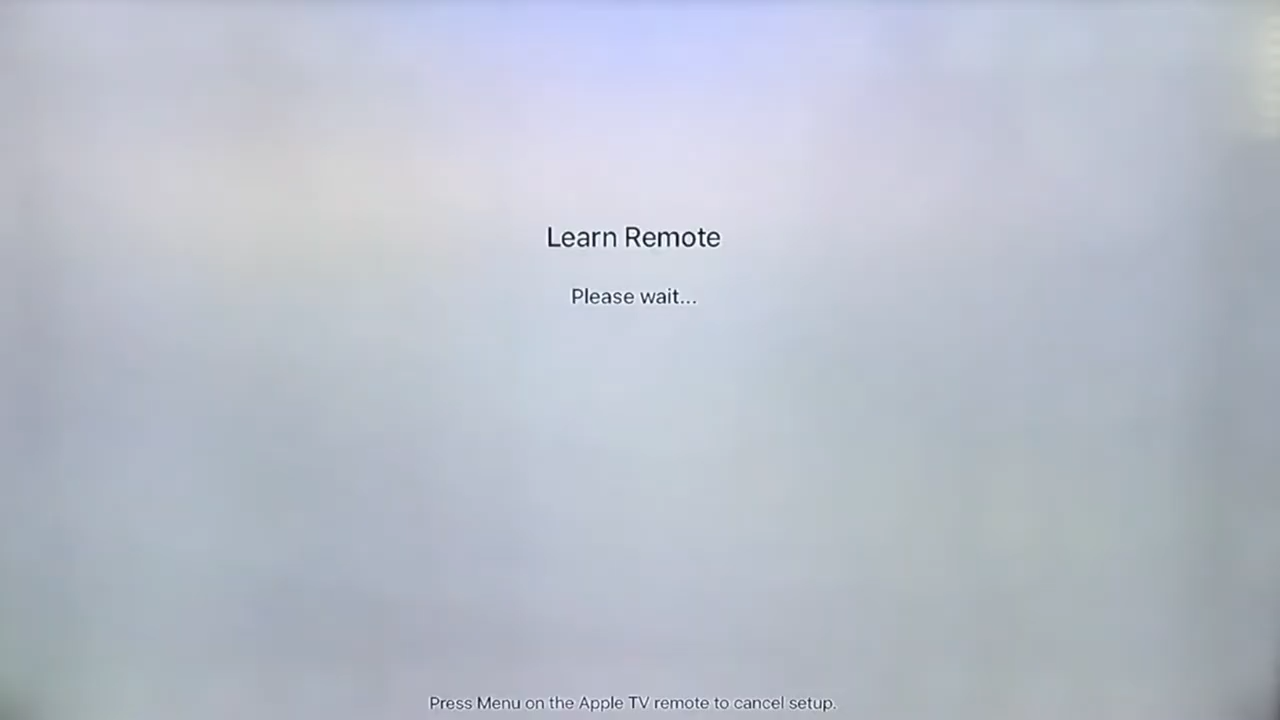 Learn Remote
Please wait...
Press Menu on the Apple TV remote to cancel setup.